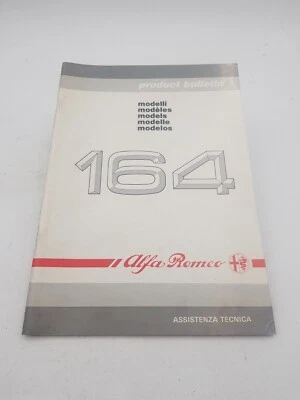 product bulletin
modelli
modèles
models
modelle
modelos
164
Alfa Romeo
ASSISTENZA TECNICA